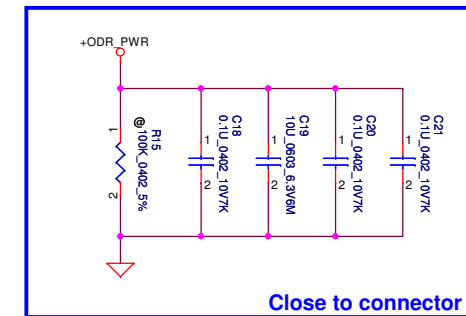 +ODR_PWR
1
2
R15
@100K_0402_5%
1
2
C18
0.1U_0402_10V7K
1
2
C19
10U_0603_6.3V6M
1
2
C20
0.1U_0402_10V7K
1
2
C21
0.1U_0402_10V7K
Close to connector